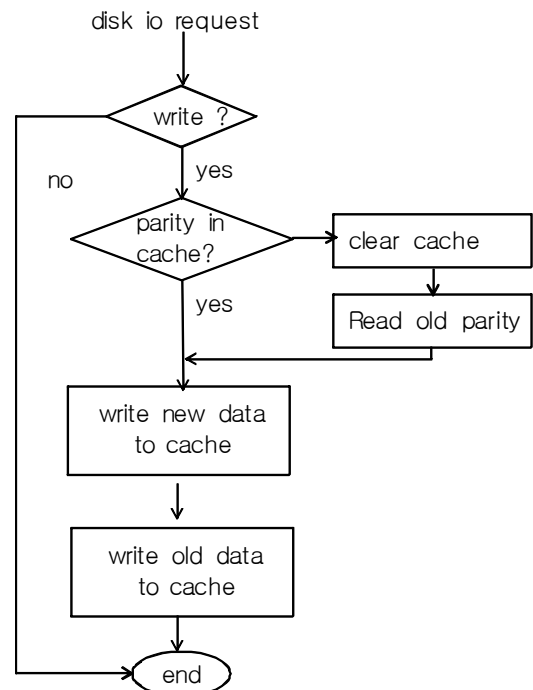 disk io request
write ?
yes
no
parity in
cache?
clear cache
yes
Read old parity
write new data
to cache
write old data
to cache
end